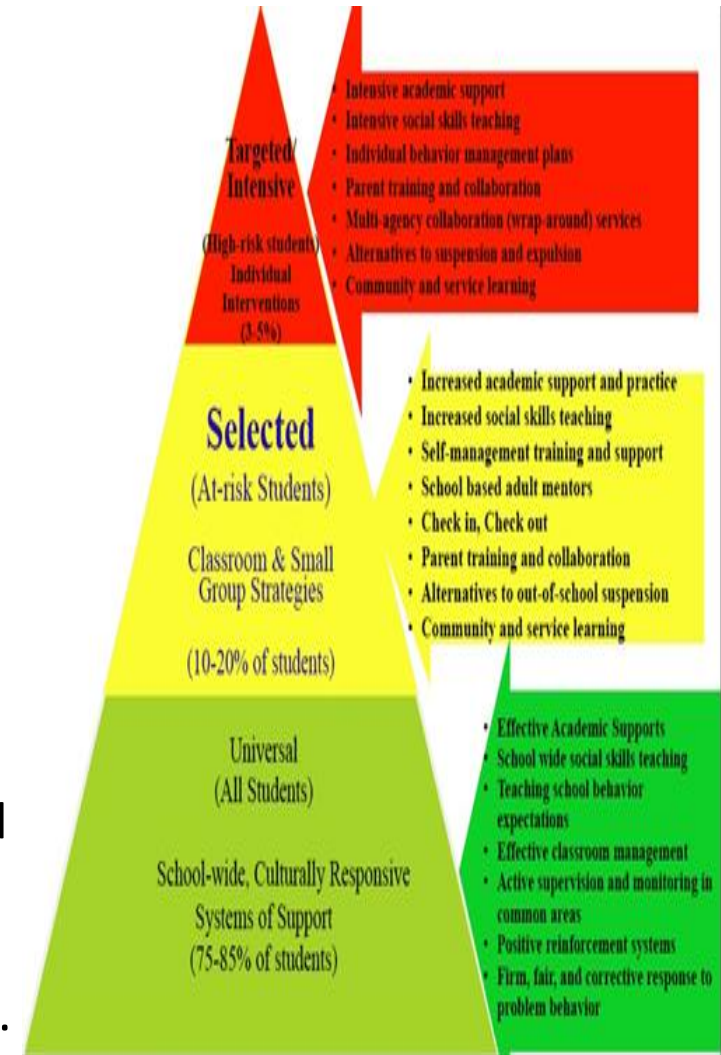 Targeted/
Intensive
(High-risk students)
Individual
Interventions
(3-5%)
• Intensive academic support
• Intensive social skills teaching
• Individual behavior management plans
• Parent training and collaboration
• Multi-agency collaboration (wrap-around) services
• Alternatives to suspension and expulsion
• Community and service learning
Selected
(At-risk Students)
Classroom & Small
Group Strategies
(10-20% of students)
• Increased academic support and practice
• Increased social skills teaching
• Self-management training and support
• School based adult mentors
• Check in, Check out
• Parent training and collaboration
• Alternatives to out-of-school suspension
• Community and service learning
Universal
(All Students)
School-wide, Culturally Responsive
Systems of Support
(75-85% of students)
• Effective Academic Supports
• School wide social skills teaching
• Teaching school behavior
expectations
• Effective classroom management
• Active supervision and monitoring in
common areas
• Positive reinforcement systems
• Firm, fair, and corrective response to
problem behavior
.